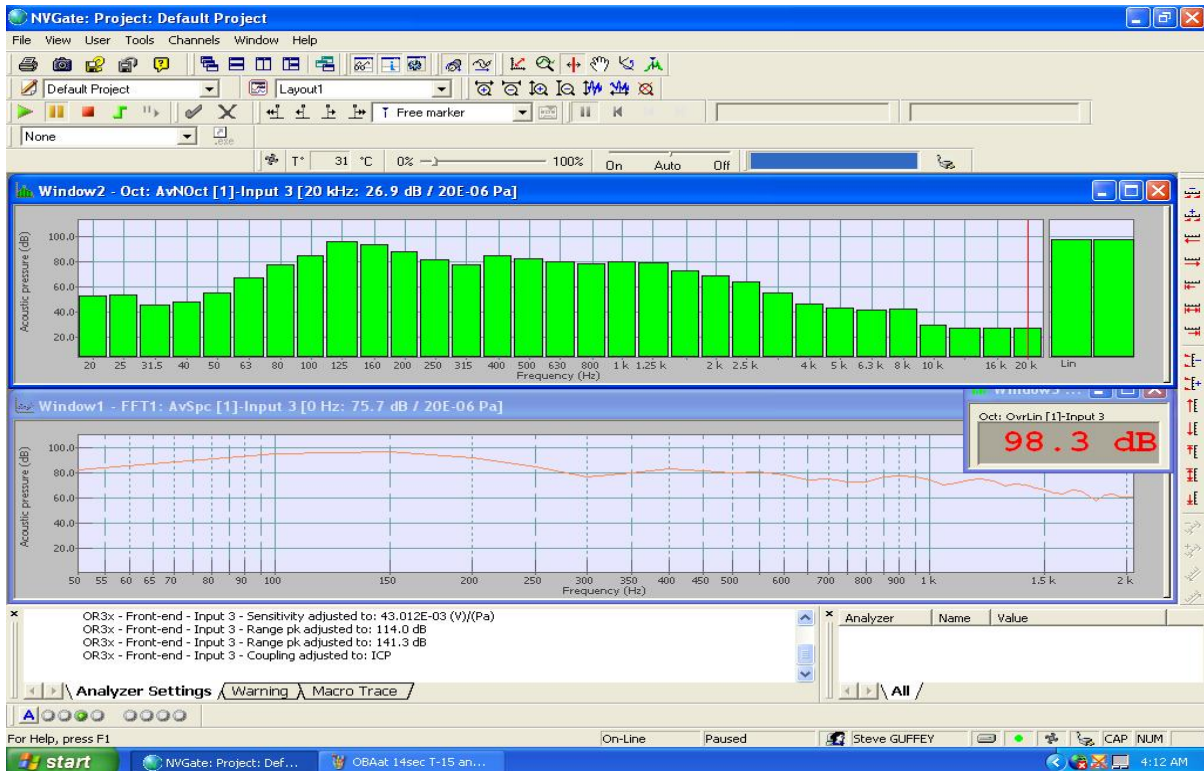 NVGate: Project: Default Project
File View User Tools Channels Window Help
Default Project Layout1
Free marker
None .exe
T° 31 °C 0% 100% On Auto Off
Window2 - Oct: AvNOct [1]-Input 3 [20 kHz: 26.9 dB / 20E-06 Pa]
Acoustic pressure (dB)
100.0
80.0
60.0
40.0
20.0
20 25 31.5 40 50 63 80 100 125 160 200 250 315 400 500 630 800 1 k 1.25 k 2 k 2.5 k 4 k 5 k 6.3 k 8 k 10 k 16 k 20 k Lin
Frequency (Hz)
Window1 - FFT1: AvSpc [1]-Input 3 [0 Hz: 75.7 dB / 20E-06 Pa]
Window3 ...
Oct: OvrLin [1]-Input 3
98.3 dB
Acoustic pressure (dB)
100.0
80.0
60.0
40.0
20.0
50 55 60 65 70 80 90 100 150 200 250 300 350 400 450 500 600 700 800 900 1 k 1.5 k 2 k
Frequency (Hz)
OR3x - Front-end - Input 3 - Sensitivity adjusted to: 43.012E-03 (V)/(Pa)
OR3x - Front-end - Input 3 - Range pk adjusted to: 114.0 dB
OR3x - Front-end - Input 3 - Range pk adjusted to: 141.3 dB
OR3x - Front-end - Input 3 - Coupling adjusted to: ICP
Analyzer Name Value
Analyzer Settings Warning Macro Trace
All
A
For Help, press F1 On-Line Paused Steve GUFFEY CAP NUM
start NVGate: Project: Def... OBAat 14sec T-15 an... 4:12 AM